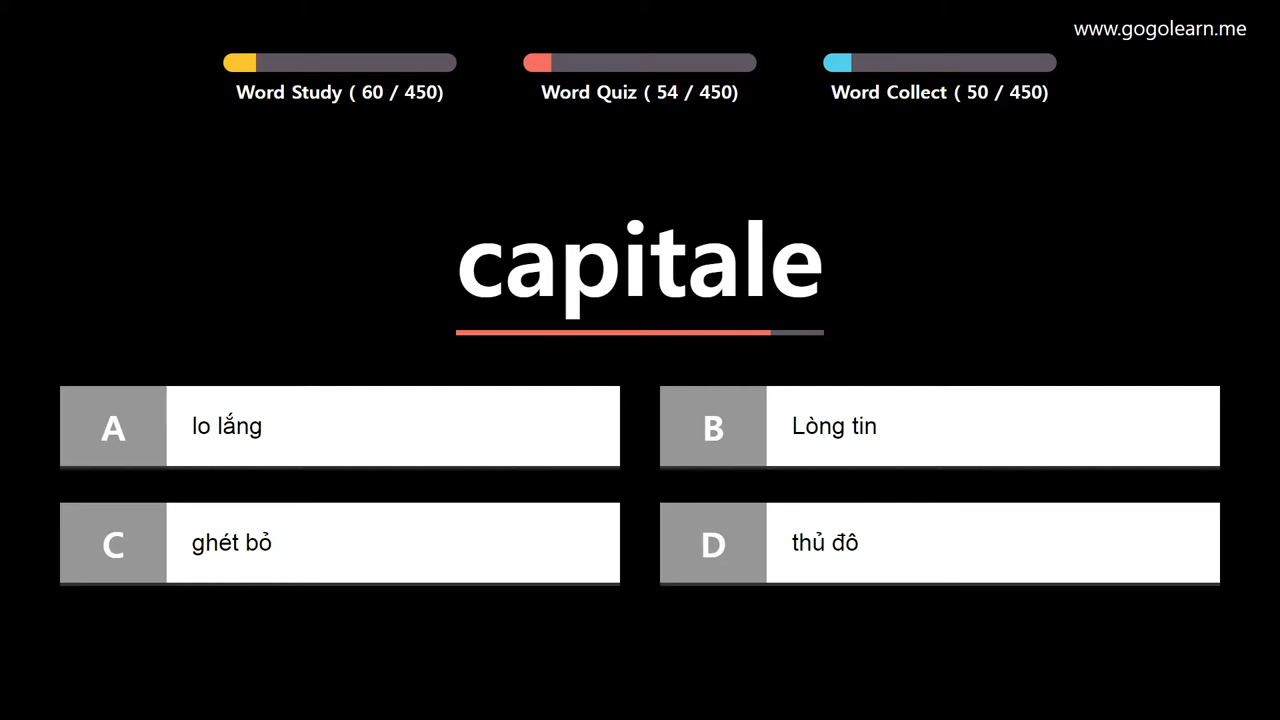 www.gogolearn.me
Word Study ( 60 / 450)
Word Quiz ( 54 / 450)
Word Collect ( 50 / 450)
capitale
A
lo lắng
B
Lòng tin
C
ghét bỏ
D
thủ đô